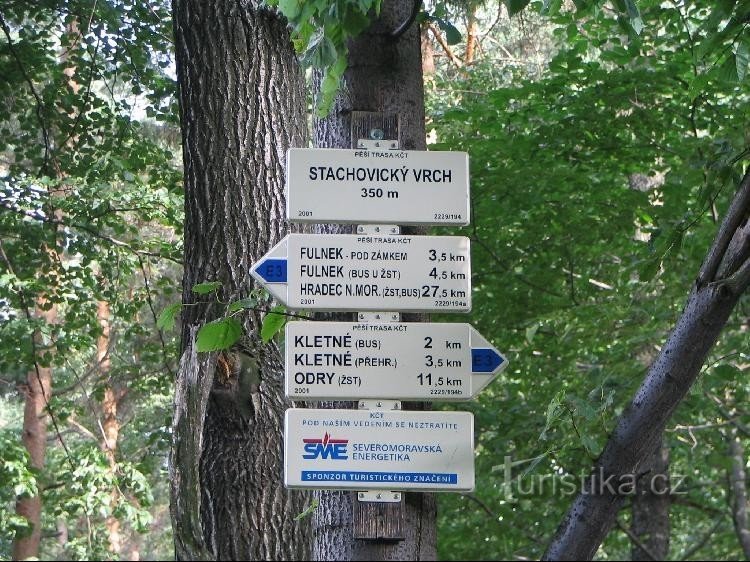 PĚŠÍ TRASA KČT
STACHOVICKÝ VRCH
350 m
2001 2229/194
PĚŠÍ TRASA KČT
E3
FULNEK - POD ZÁMKEM 3,5 km
FULNEK (BUS U ŽST) 4,5 km
HRADEC N.MOR. (ŽST,BUS) 27,5 km
2001 2229/194a
PĚŠÍ TRASA KČT
KLETNÉ (BUS) 2 km
KLETNÉ (PŘEHR.) 3,5 km
ODRY (ŽST) 11,5 km
E3
2001 2229/194b
KČT
POD NAŠÍM VEDENÍM SE NEZTRATÍTE
SME
SEVEROMORAVSKÁ
ENERGETIKA
SPONZOR TURISTICKÉHO ZNAČENÍ
Turistika.cz